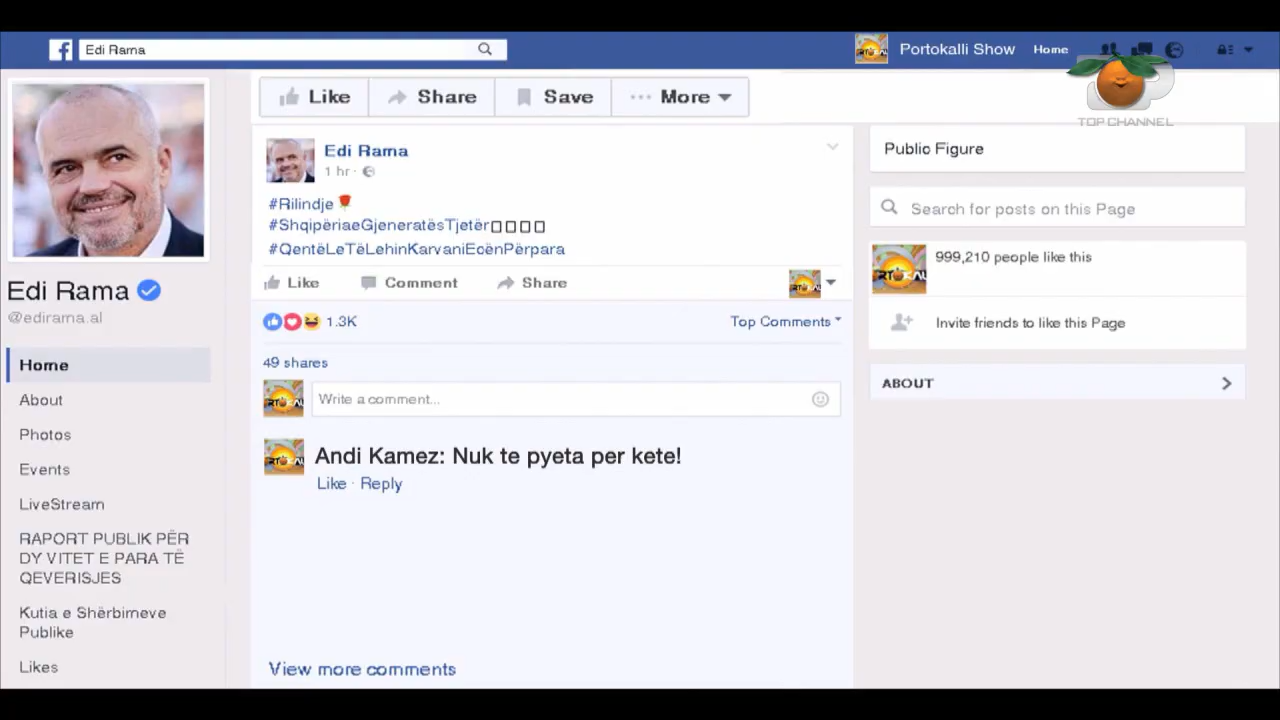 Edi Rama
Portokalli Show
Home
TOP CHANNEL
Edi Rama
@edirama.al
Home
About
Photos
Events
LiveStream
RAPORT PUBLIK PËR
DY VITET E PARA TË
QEVERISJES
Kutia e Shërbimeve
Publike
Likes
Like
Share
Save
More
Edi Rama
1 hr
#Rilindje
#ShqipëriaeGjeneratësTjetër
#QentëLeTëLehinKarvaniEcënPërpara
Like
Comment
Share
1.3K
Top Comments
49 shares
Write a comment...
Andi Kamez: Nuk te pyeta per kete!
Like · Reply
View more comments
Public Figure
Search for posts on this Page
999,210 people like this
Invite friends to like this Page
ABOUT